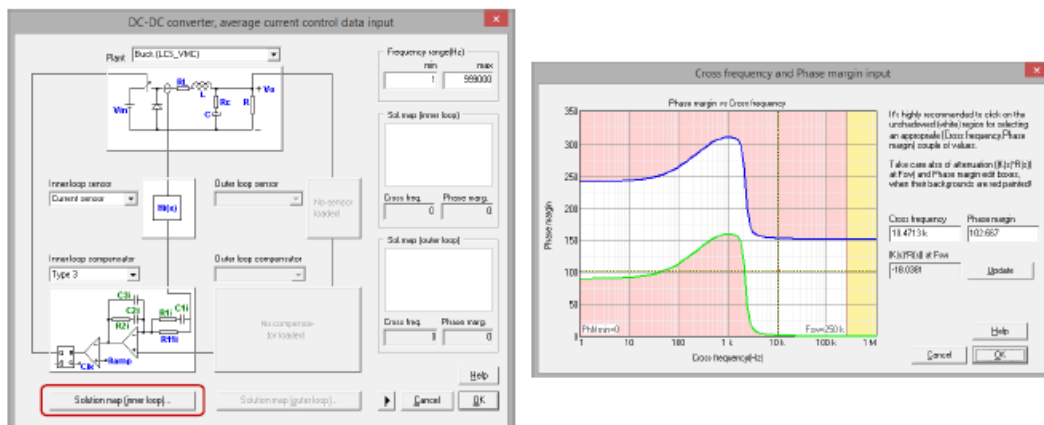 DC-DC converter, average current control data input
Plant Buck (LCS_VMC)
Frequency range(Hz)
min max
1 999000
RL
L
Vin
Rc
C
R
+Vo
Sol.map (inner loop)
Inner loop sensor
Current sensor
Outer loop sensor
No sensor
loaded
Cross freq. Phase marg.
0 0
Inner loop compensator
Type 3
Outer loop compensator
Sol.map (outer loop)
C3i
C2i
R2i
R1i
C1i
R11i
Ramp
Clk
No compensa-
tor loaded
Cross freq. Phase marg.
0
Help
Solution map (inner loop)...
Solution map (outer loop)...
Cancel
OK
Cross frequency and Phase margin input
Phase margin vs Cross frequency
Phase margin
350
300
250
200
150
100
50
0
PhM min=0
Fsw=250 k
1 10 100 1 k 10 k 100 k 1 M
Cross frequency(Hz)
It's highly recommended to click on the
unshadowed (white) region for selecting
an appropriate (Cross frequency,Phase
margin) couple of values.
Take care also of attenuation (|K(s)*R(s)|
at Fsw) and Phase margin edit boxes,
when their backgrounds are red painted!
Cross frequency Phase margin
10.4713 k 102.667
|K(s)*R(s)| at Fsw
-18.0381
Update
Help
Cancel
OK